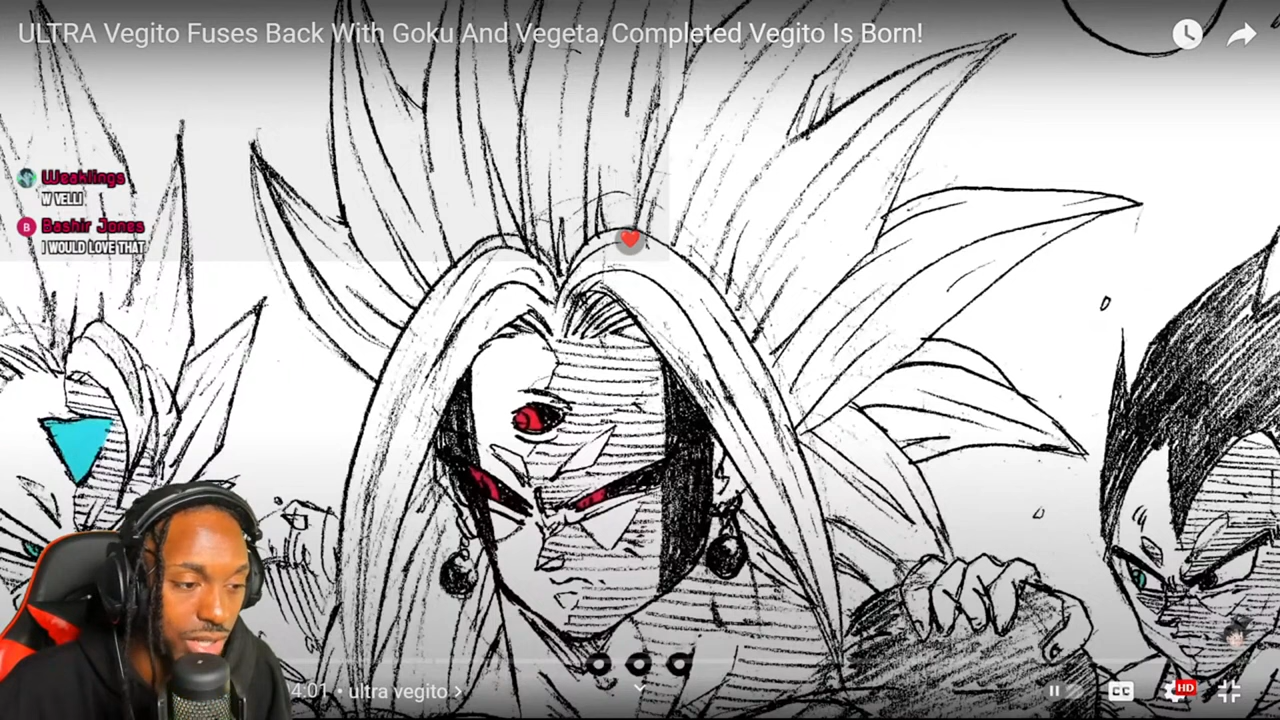 ULTRA Vegito Fuses Back With Goku And Vegeta, Completed Vegito Is Born!
Weaklings
W VELLI
B Bashir Jones
I WOULD LOVE THAT
4:01 • ultra vegito >
CC
HD